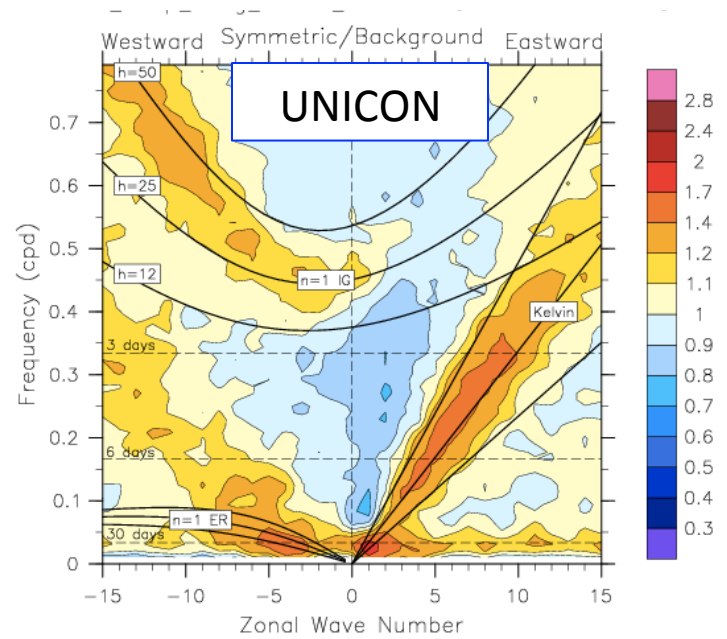 Westward Symmetric/Background Eastward
UNICON
h=50
h=25
h=12
n=1 IG
Kelvin
3 days
6 days
n=1 ER
30 days
Frequency (cpd)
0.7
0.6
0.5
0.4
0.3
0.2
0.1
0
-15 -10 -5 0 5 10 15
Zonal Wave Number
2.8
2.4
2
1.7
1.4
1.2
1.1
1
0.9
0.8
0.7
0.6
0.5
0.4
0.3